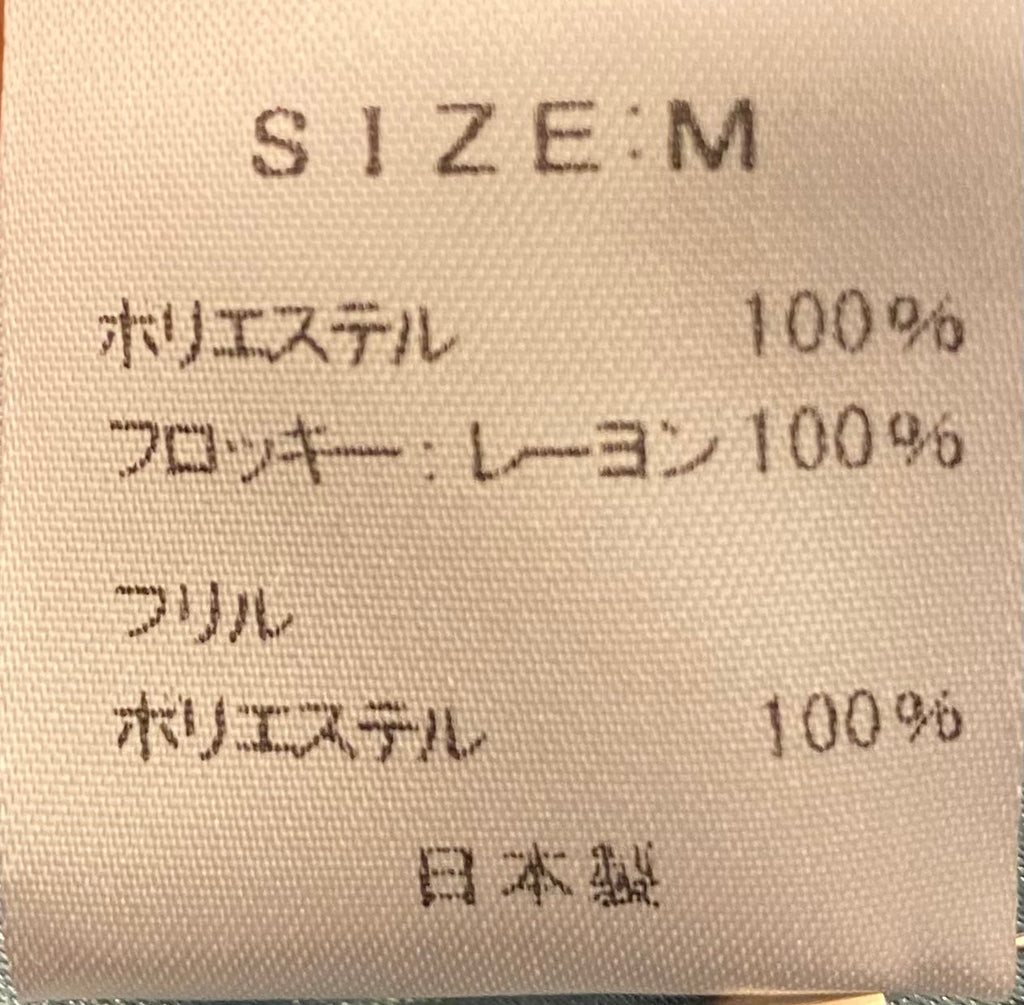 SIZE:M
ポリエステル 100%
フロッキー:レーヨン100%
フリル
ポリエステル 100%
日本製